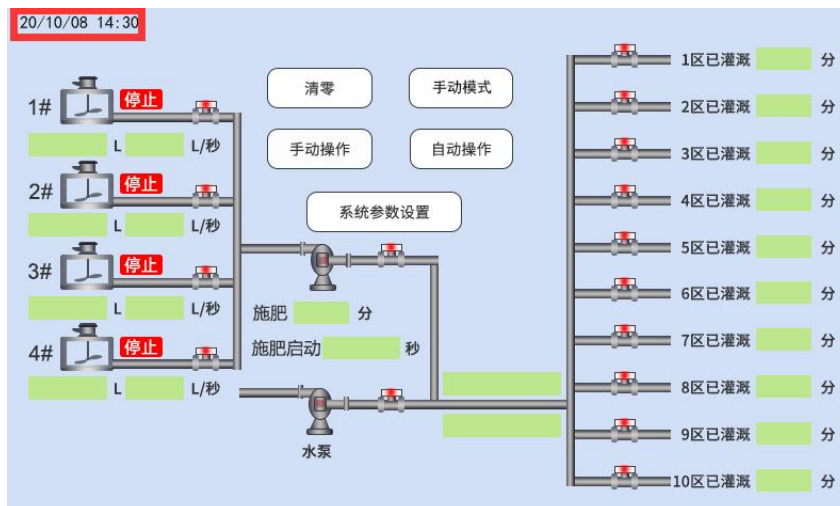 20/10/08 14:30
1# 停止
L L/秒
2# 停止
L L/秒
3# 停止
L L/秒
4# 停止
L L/秒
清零 手动模式
手动操作 自动操作
系统参数设置
施肥 分
施肥启动 秒
水泵
1区已灌溉 分
2区已灌溉 分
3区已灌溉 分
4区已灌溉 分
5区已灌溉 分
6区已灌溉 分
7区已灌溉 分
8区已灌溉 分
9区已灌溉 分
10区已灌溉 分